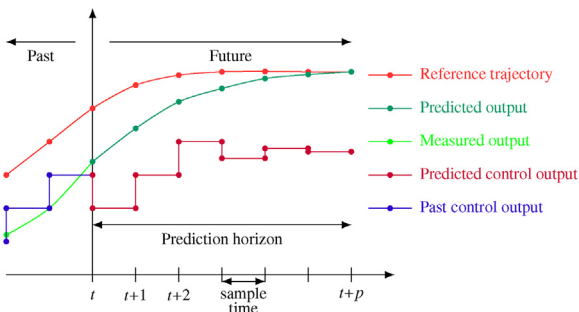 Past
Future
Reference trajectory
Predicted output
Measured output
Predicted control output
Past control output
Prediction horizon
t
t+1
t+2
sample
time
t+p